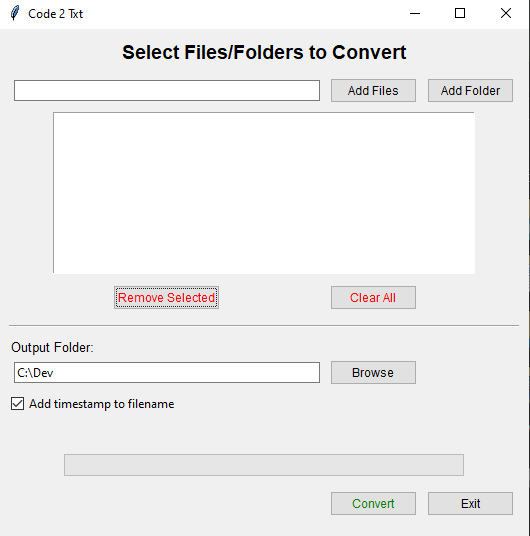 Code 2 Txt
Select Files/Folders to Convert
Add Files Add Folder
Remove Selected Clear All
Output Folder:
C:\Dev Browse
Add timestamp to filename
Convert Exit